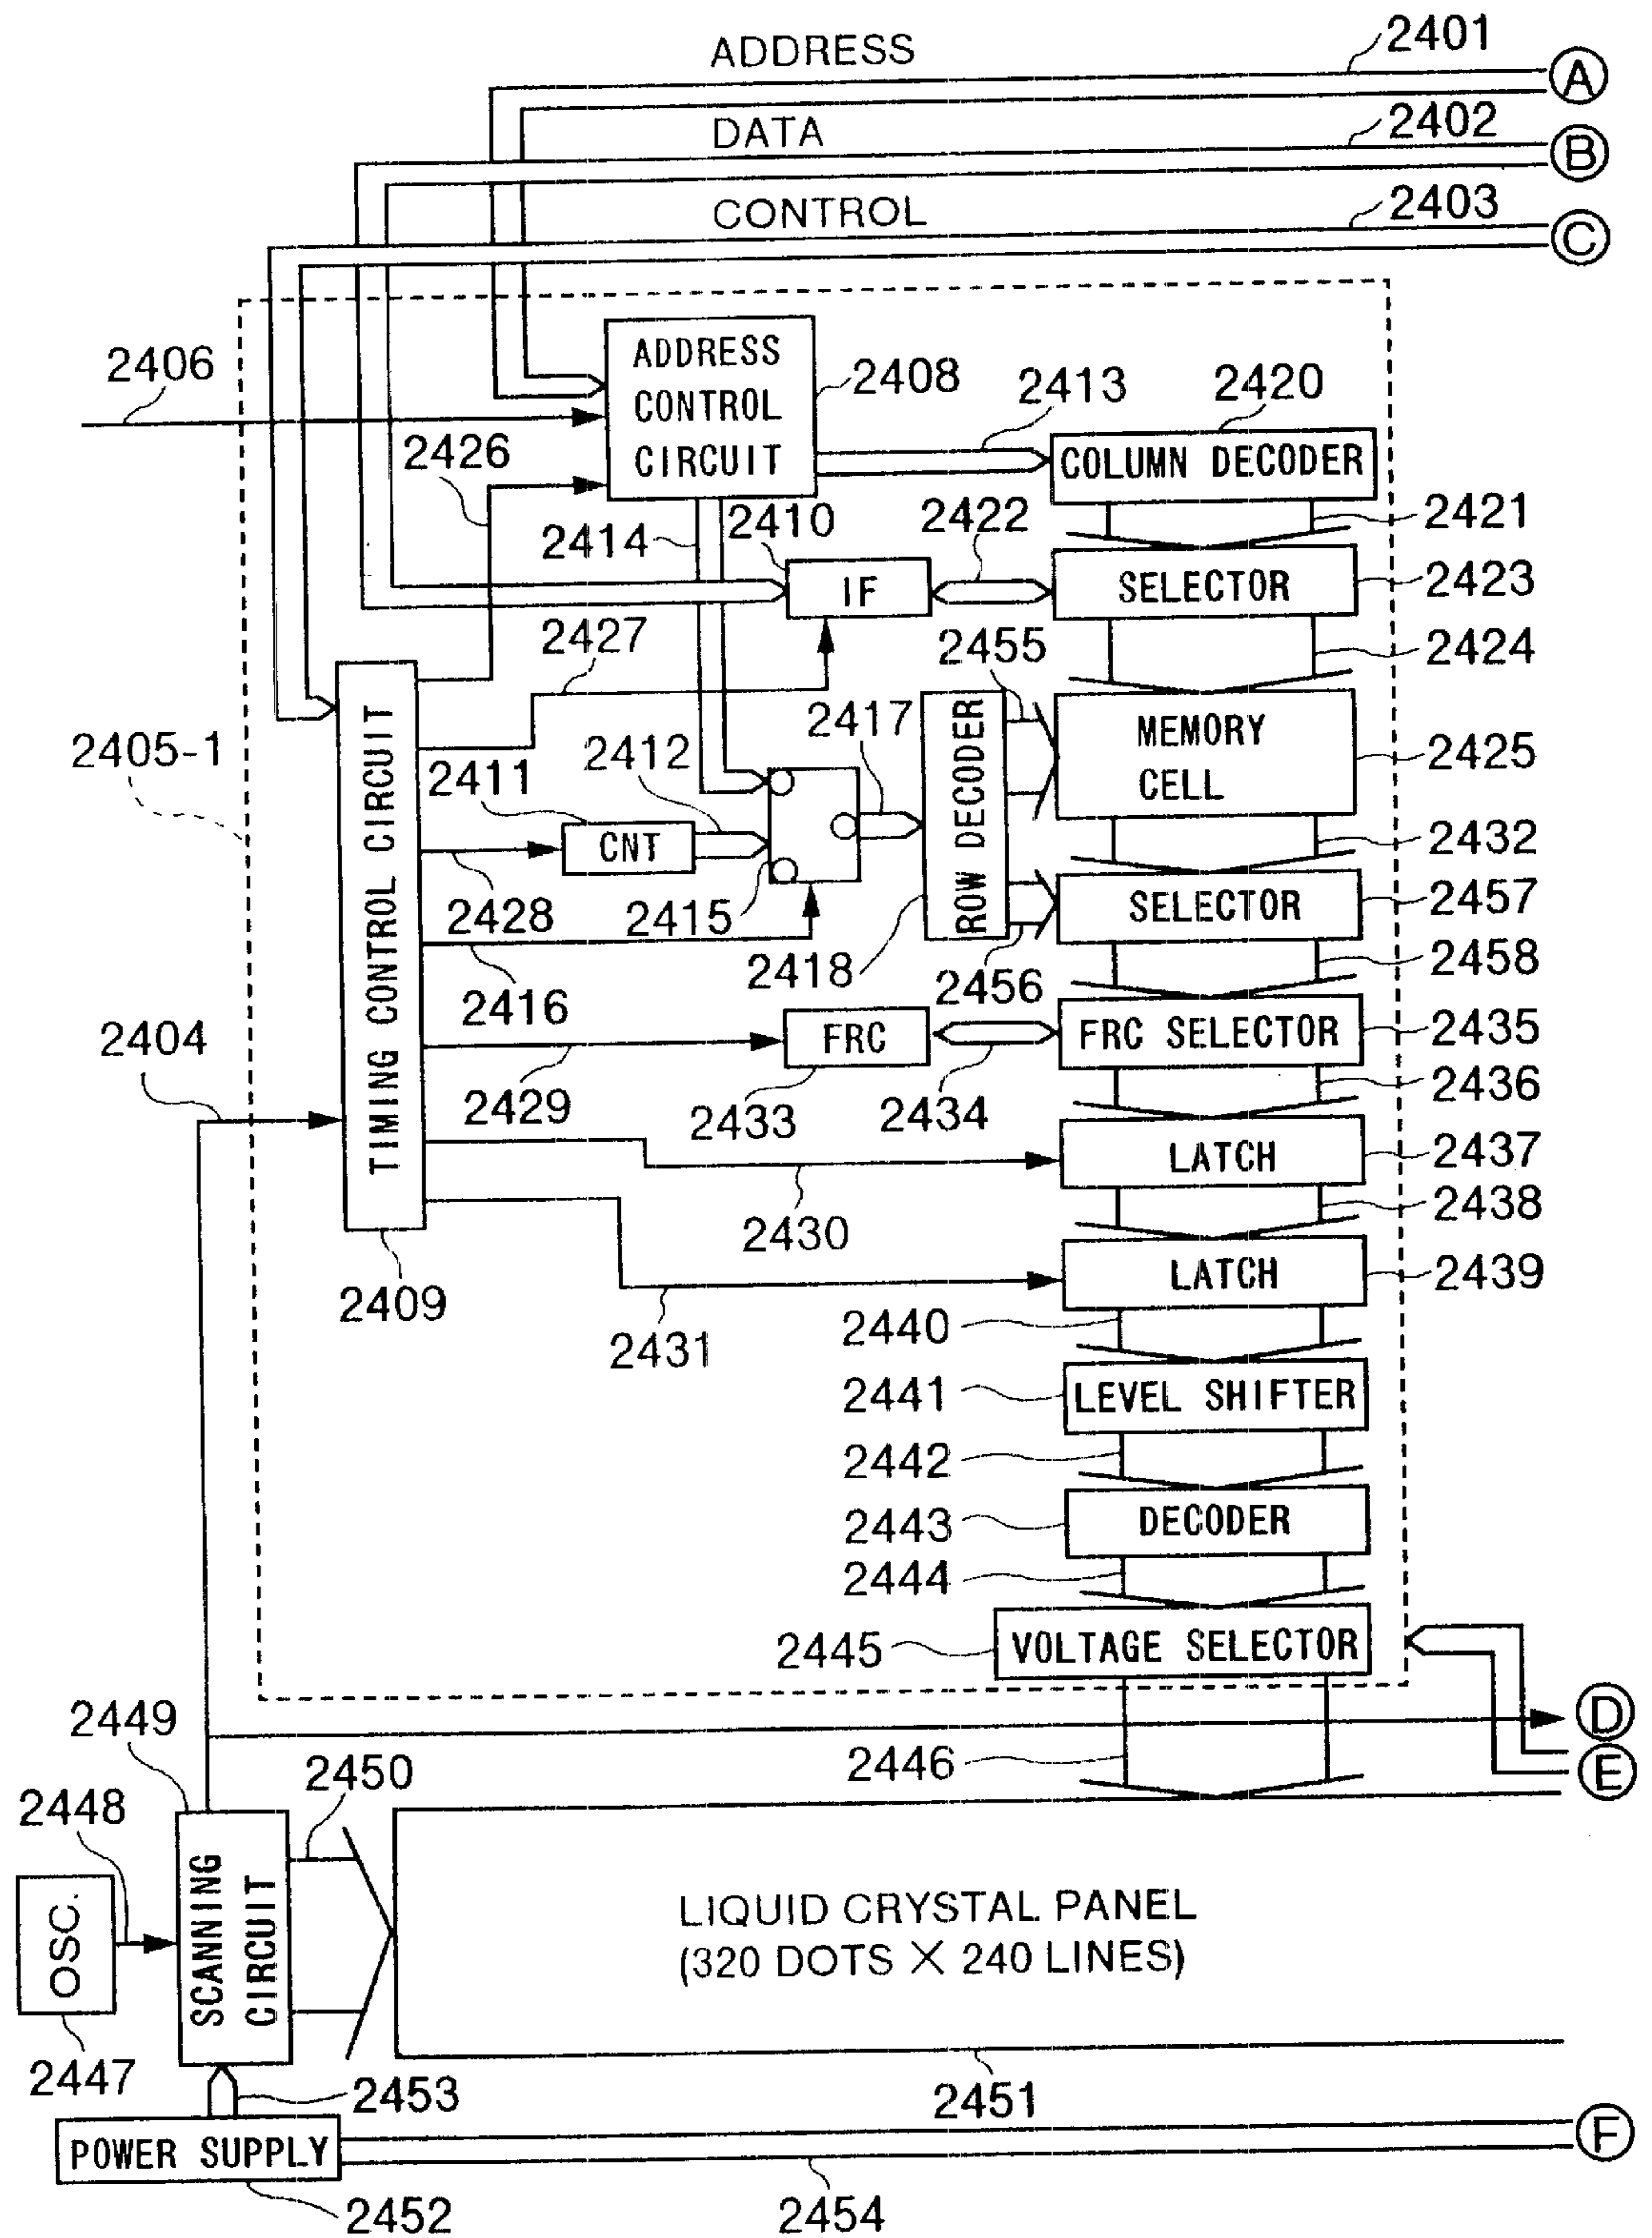 ADDRESS
2401
A
DATA
2402
B
CONTROL
2403
C
2406
ADDRESS
CONTROL
CIRCUIT
2408
2413
2420
COLUMN DECODER
2426
2421
2414
2410
2422
IF
SELECTOR
2423
2427
2455
2424
2405-1
2411
2412
2417
ROW DECODER
MEMORY
CELL
2425
TIMING CONTROL CIRCUIT
CNT
2432
2428
2415
2418
SELECTOR
2457
2416
2456
2458
2404
FRC
FRC SELECTOR
2435
2429
2433
2434
2436
LATCH
2437
2430
2438
2409
LATCH
2439
2431
2440
2441
LEVEL SHIFTER
2442
2443
DECODER
2444
2445
VOLTAGE SELECTOR
2449
D
2450
2446
E
2448
OSC.
SCANNING
CIRCUIT
LIQUID CRYSTAL PANEL
(320 DOTS X 240 LINES)
2447
2453
2451
POWER SUPPLY
F
2452
2454